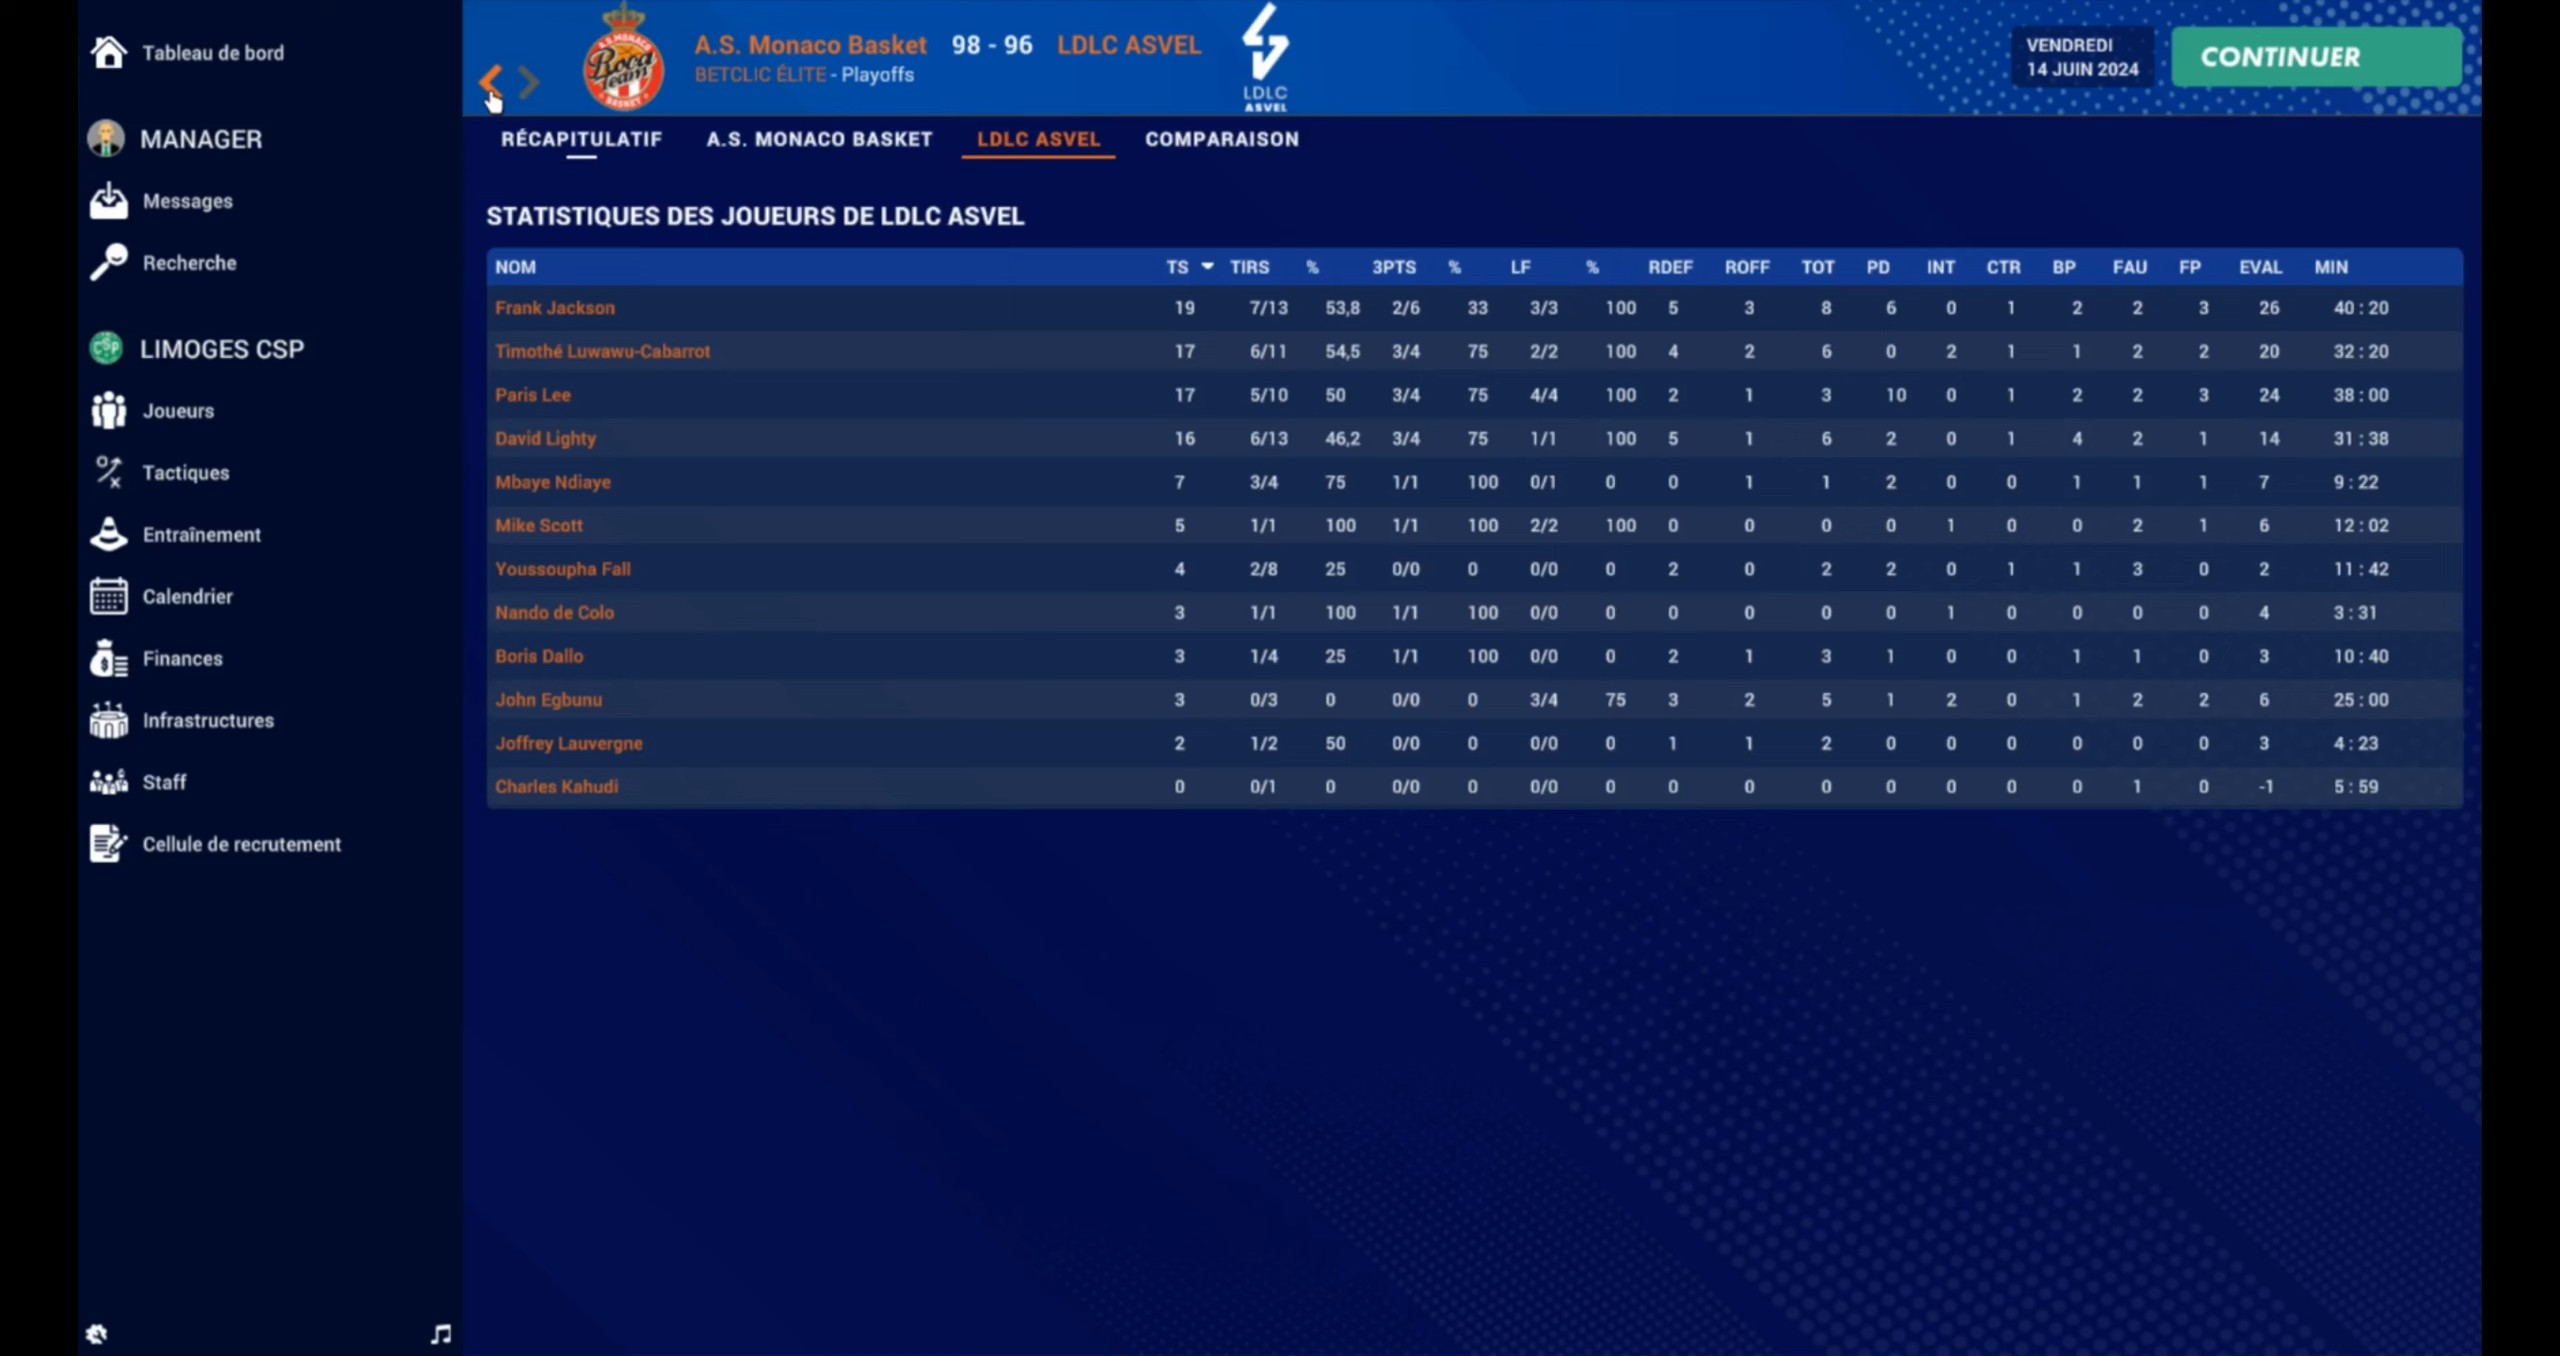 Tableau de bord
MANAGER
Messages
Recherche
LIMOGES CSP
Joueurs
Tactiques
Entraînement
Calendrier
Finances
Infrastructures
Staff
Cellule de recrutement
A.S. MONACO
Roca
Team
BASKET
A.S. Monaco Basket 98 - 96 LDLC ASVEL
BETCLIC ÉLITE - Playoffs
LDLC
ASVEL
VENDREDI
14 JUIN 2024
CONTINUER
RÉCAPITULATIF A.S. MONACO BASKET LDLC ASVEL COMPARAISON
STATISTIQUES DES JOUEURS DE LDLC ASVEL
NOM TS TIRS % 3PTS % LF % RDEF ROFF TOT PD INT CTR BP FAU FP EVAL MIN
Frank Jackson 19 7/13 53,8 2/6 33 3/3 100 5 3 8 6 0 1 2 2 3 26 40 : 20
Timothé Luwawu-Cabarrot 17 6/11 54,5 3/4 75 2/2 100 4 2 6 0 2 1 1 2 2 20 32 : 20
Paris Lee 17 5/10 50 3/4 75 4/4 100 2 1 3 10 0 1 2 2 3 24 38 : 00
David Lighty 16 6/13 46,2 3/4 75 1/1 100 5 1 6 2 0 1 4 2 1 14 31 : 38
Mbaye Ndiaye 7 3/4 75 1/1 100 0/1 0 0 1 1 2 0 0 1 1 1 7 9 : 22
Mike Scott 5 1/1 100 1/1 100 2/2 100 0 0 0 0 1 0 0 2 1 6 12 : 02
Youssoupha Fall 4 2/8 25 0/0 0 0/0 0 2 0 2 2 0 1 1 3 0 2 11 : 42
Nando de Colo 3 1/1 100 1/1 100 0/0 0 0 0 0 0 1 0 0 0 0 4 3 : 31
Boris Dallo 3 1/4 25 1/1 100 0/0 0 2 1 3 1 0 0 1 1 0 3 10 : 40
John Egbunu 3 0/3 0 0/0 0 3/4 75 3 2 5 1 2 0 1 2 2 6 25 : 00
Joffrey Lauvergne 2 1/2 50 0/0 0 0/0 0 1 1 2 0 0 0 0 0 0 3 4 : 23
Charles Kahudi 0 0/1 0 0/0 0 0/0 0 0 0 0 0 0 0 0 1 0 -1 5 : 59